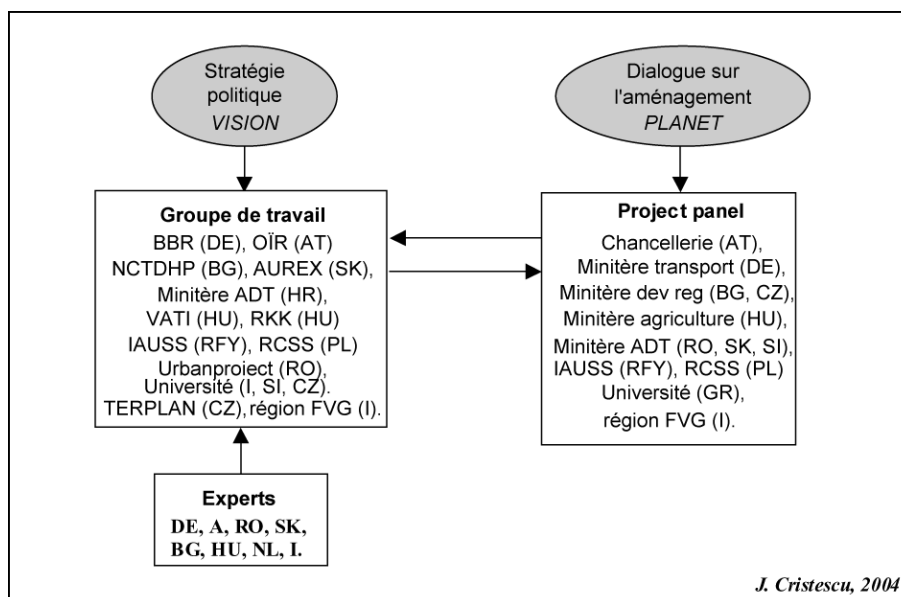 Stratégie
politique
VISION
Dialogue sur
l'aménagement
PLANET
Groupe de travail
BBR (DE), OÏR (AT)
NCTDHP (BG), AUREX (SK),
Minitère ADT (HR),
VATI (HU), RKK (HU)
IAUSS (RFY), RCSS (PL)
Urbanproiect (RO),
Université (I, SI, CZ).
TERPLAN (CZ), région FVG (I).
Project panel
Chancellerie (AT),
Minitère transport (DE),
Minitère dev reg (BG, CZ),
Minitère agriculture (HU),
Minitère ADT (RO, SK, SI),
IAUSS (RFY), RCSS (PL)
Université (GR),
région FVG (I).
Experts
DE, A, RO, SK,
BG, HU, NL, I.
J. Cristescu, 2004